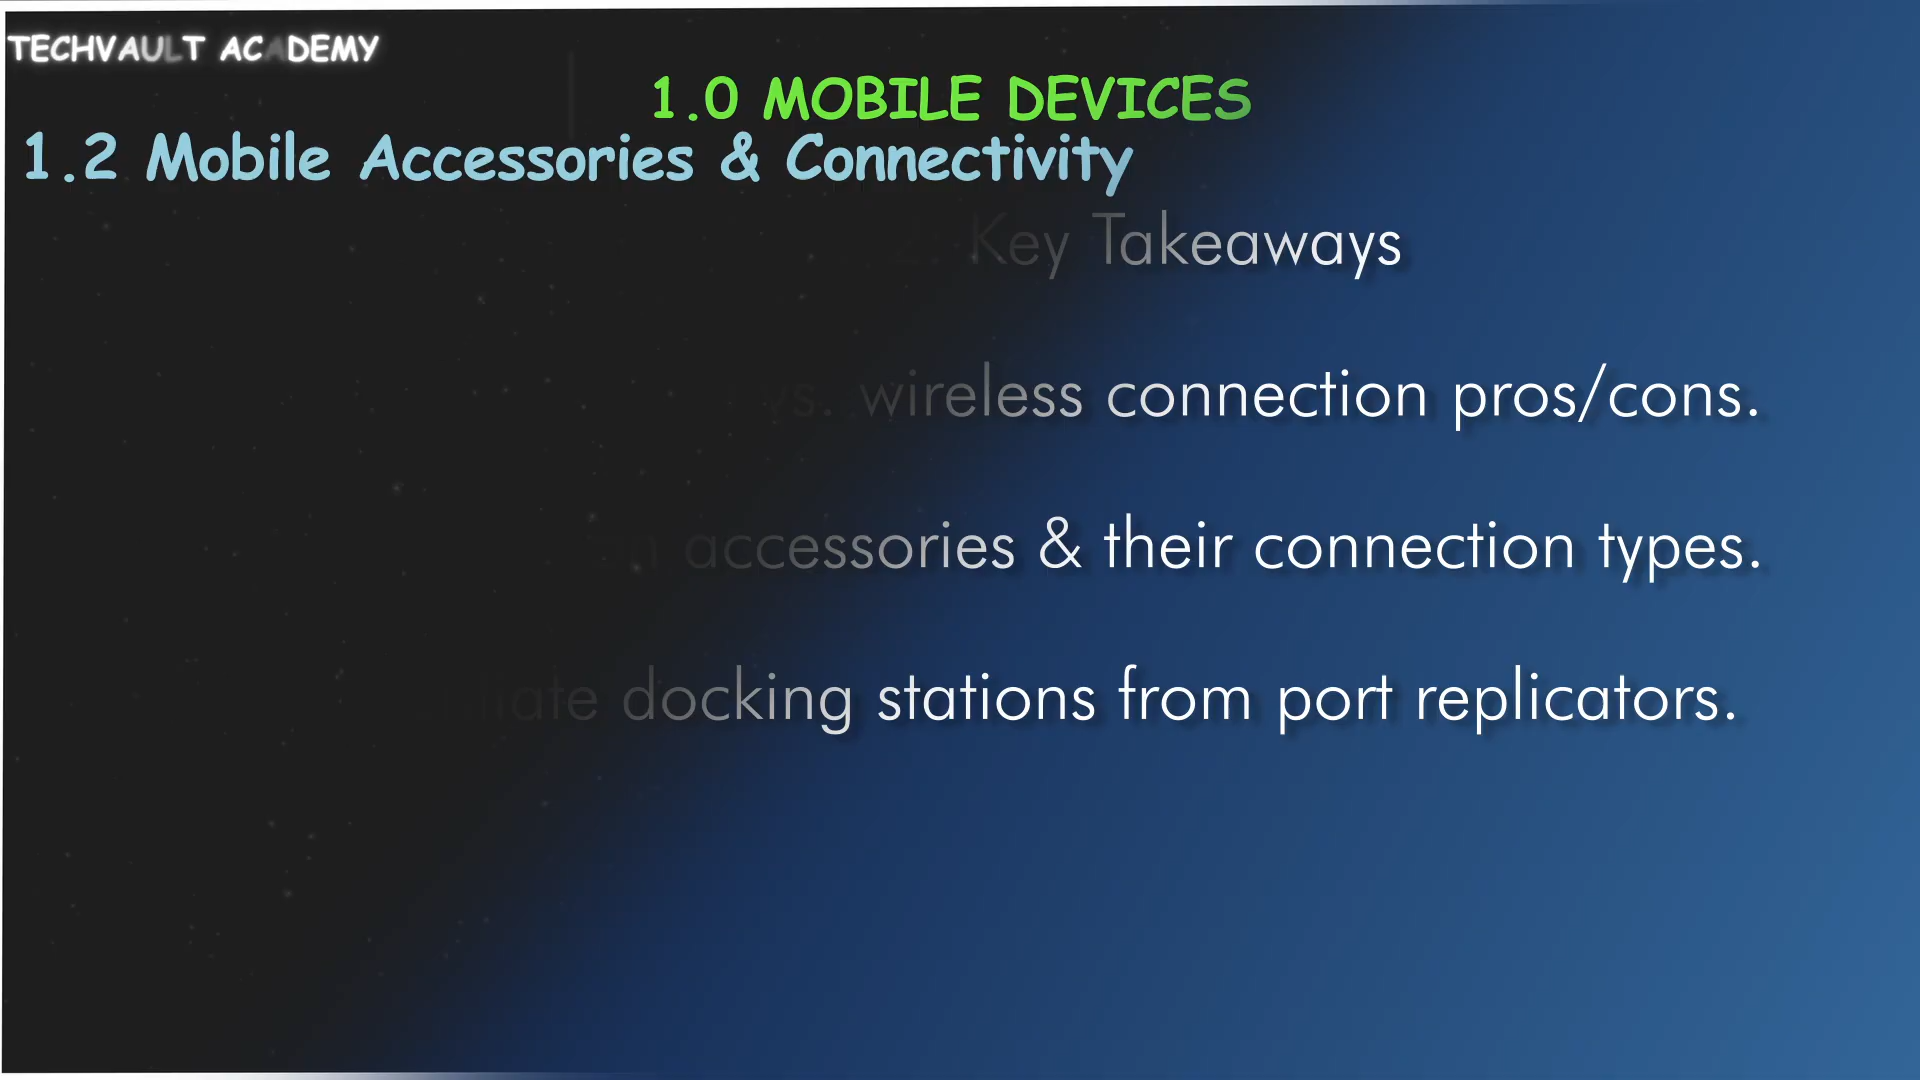 TECHVAULT ACADEMY
1.0 MOBILE DEVICES
1.2 Mobile Accessories & Connectivity
Key Takeaways
vs. wireless connection pros/cons.
accessories & their connection types.
docking stations from port replicators.